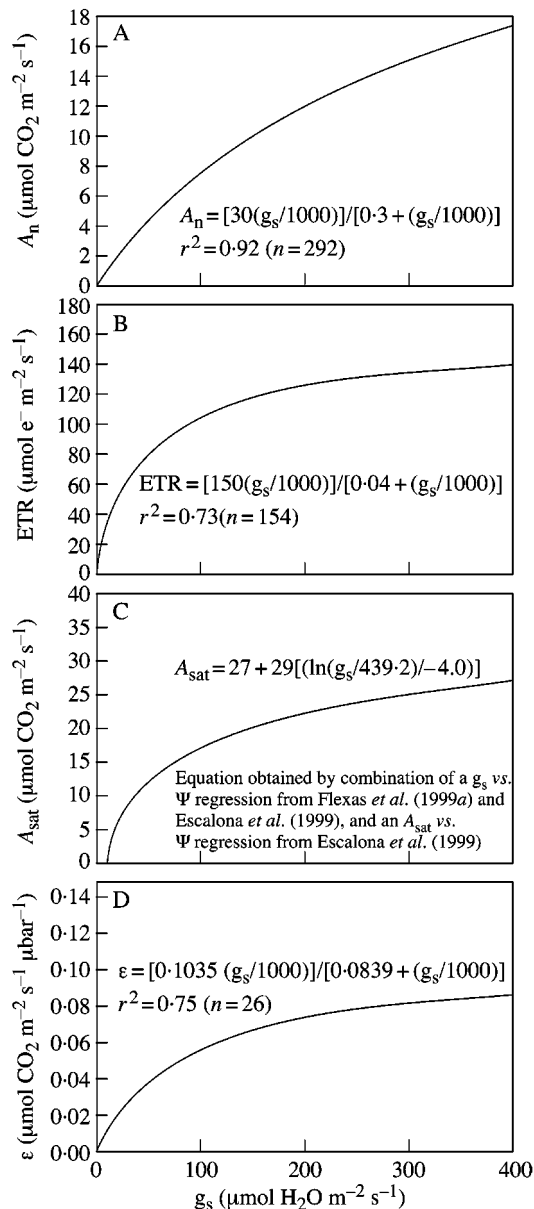 A
18
16
14
12
10
8
6
4
2
0
Aₙ (µmol CO₂ m⁻² s⁻¹)
Aₙ = [30(gₛ/1000)]/[0·3 + (gₛ/1000)]
r² = 0·92 (n = 292)
B
180
160
140
120
100
80
60
40
20
0
ETR (µmol e⁻ m⁻² s⁻¹)
ETR = [150(gₛ/1000)]/[0·04 + (gₛ/1000)]
r² = 0·73(n = 154)
C
40
35
30
25
20
15
10
5
0
A_sat (µmol CO₂ m⁻² s⁻¹)
A_sat = 27 + 29[(ln(gₛ/439·2)/−4.0)]
Equation obtained by combination of a gₛ vs.
Ψ regression from Flexas et al. (1999a) and
Escalona et al. (1999), and an A_sat vs.
Ψ regression from Escalona et al. (1999)
D
0·14
0·14
0·10
0·08
0·06
0·04
0·02
0·00
ε (µmol CO₂ m⁻² s⁻¹ µbar⁻¹)
ε = [0·1035 (gₛ/1000)]/[0·0839 + (gₛ/1000)]
r² = 0·75 (n = 26)
0 100 200 300 400
gₛ (µmol H₂O m⁻² s⁻¹)